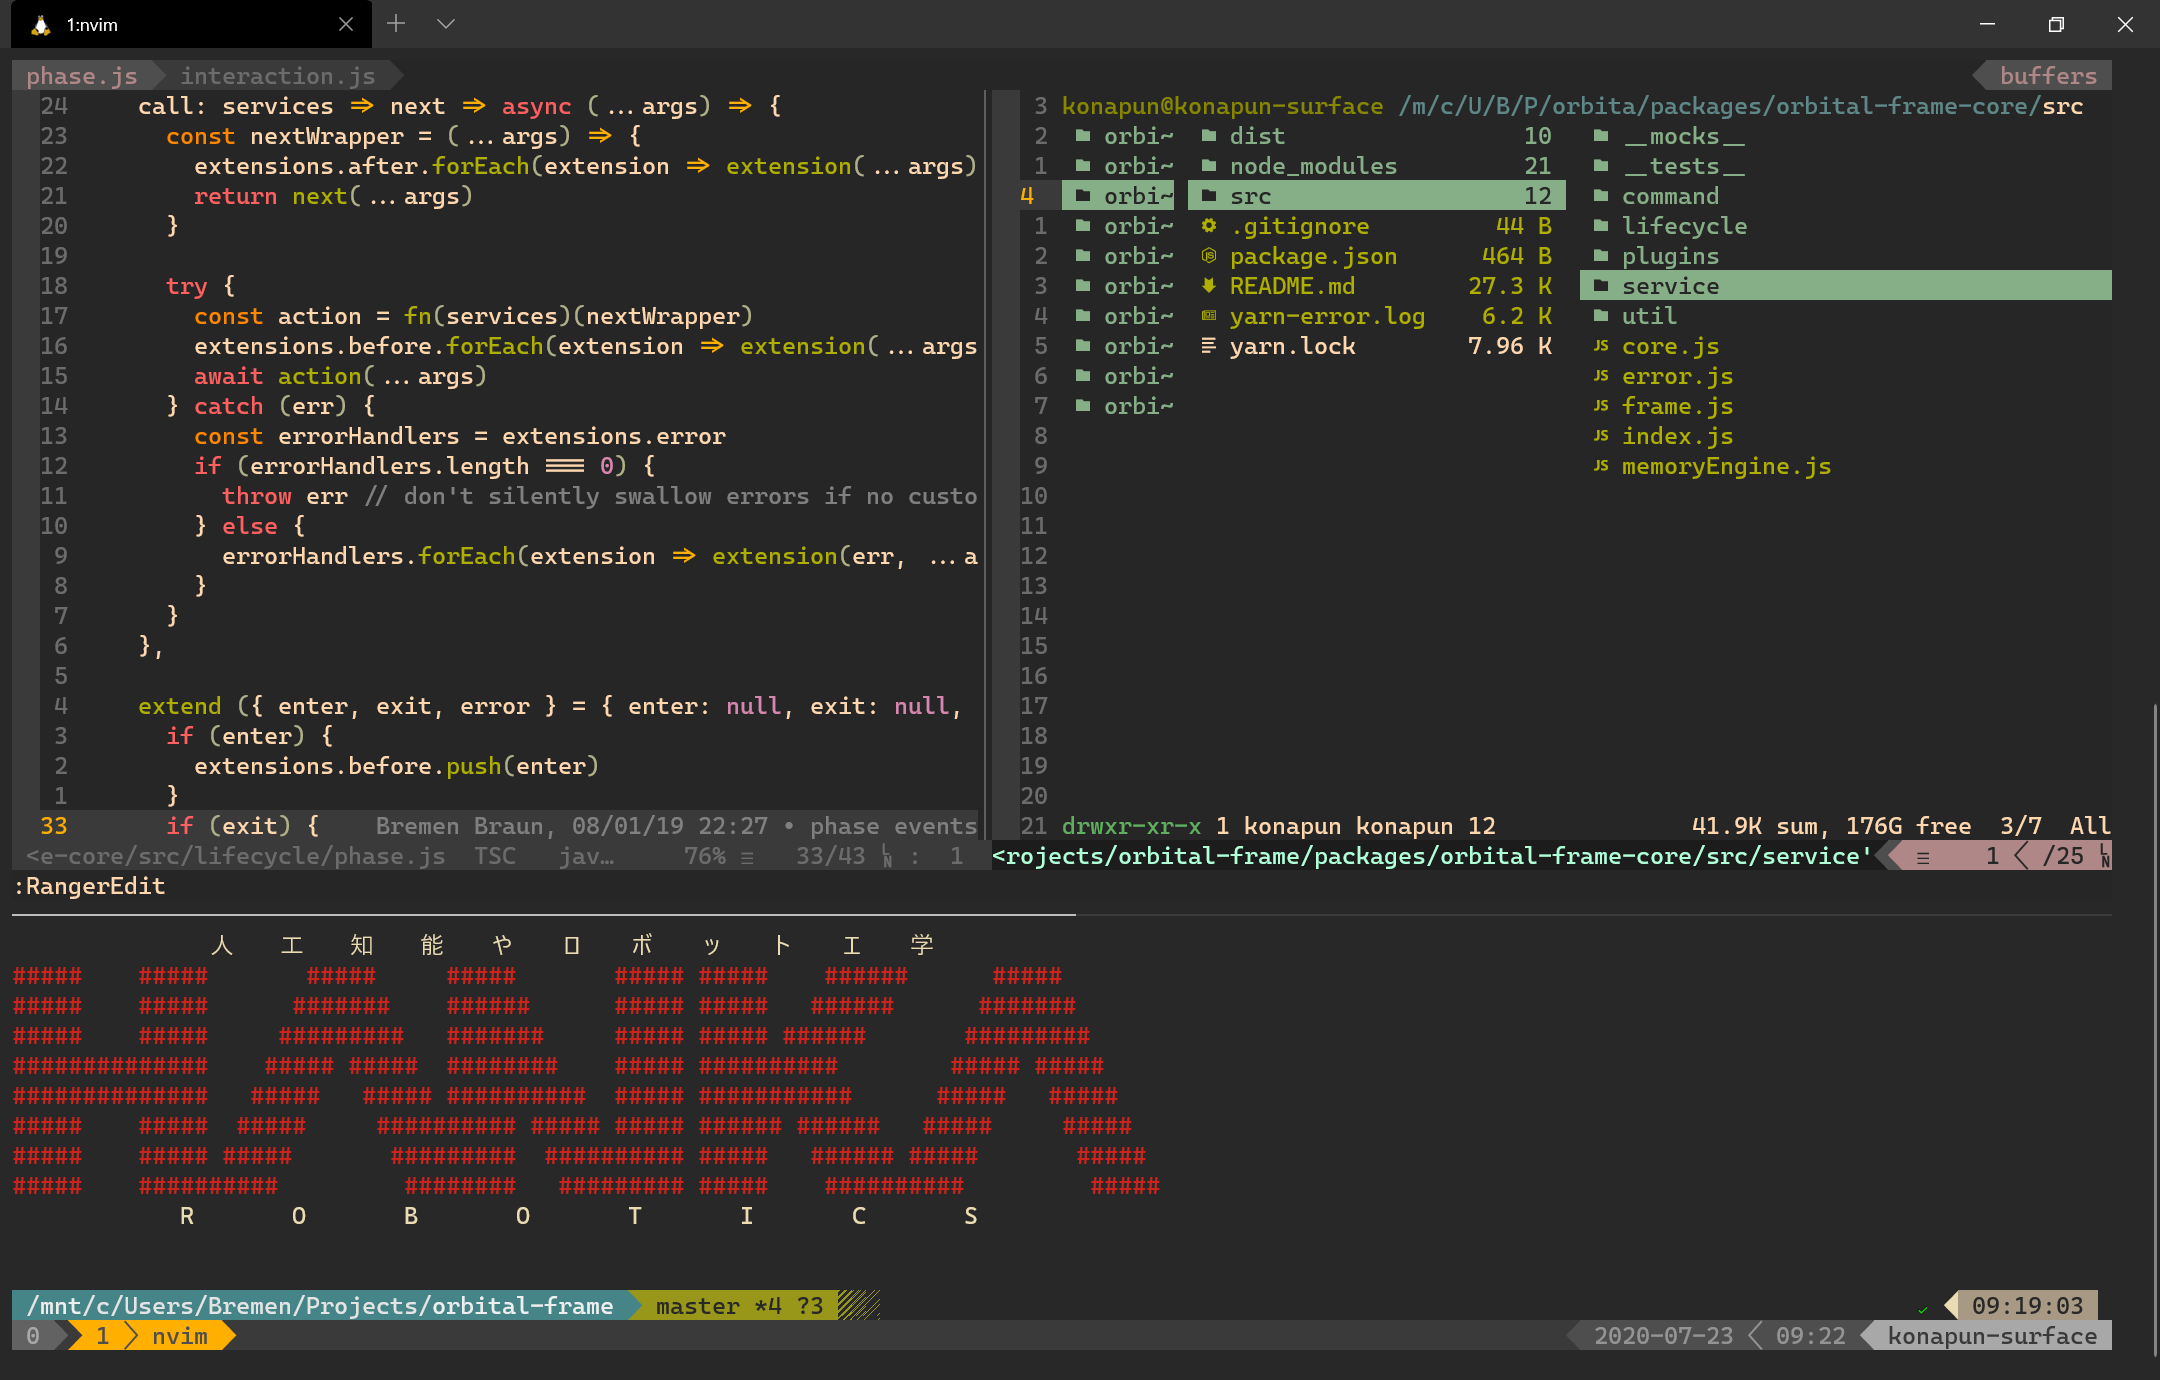 1:nvim
phase.js interaction.js buffers
24 call: services => next => async (...args) => {
23 const nextWrapper = (...args) => {
22 extensions.after.forEach(extension => extension(...args)
21 return next(...args)
20 }
19
18 try {
17 const action = fn(services)(nextWrapper)
16 extensions.before.forEach(extension => extension(...args
15 await action(...args)
14 } catch (err) {
13 const errorHandlers = extensions.error
12 if (errorHandlers.length === 0) {
11 throw err // don't silently swallow errors if no custo
10 } else {
9 errorHandlers.forEach(extension => extension(err, ...a
8 }
7 }
6 },
5
4 extend ({ enter, exit, error } = { enter: null, exit: null,
3 if (enter) {
2 extensions.before.push(enter)
1 }
33 if (exit) { Bremen Braun, 08/01/19 22:27 • phase events
<e-core/src/lifecycle/phase.js TSC jav… 76% ≡ 33/43 LN : 1
3 konapun@konapun-surface /m/c/U/B/P/orbita/packages/orbital-frame-core/src
2 orbi~ dist 10 __mocks__
1 orbi~ node_modules 21 __tests__
4 orbi~ src 12 command
1 orbi~ .gitignore 44 B lifecycle
2 orbi~ package.json 464 B plugins
3 orbi~ README.md 27.3 K service
4 orbi~ yarn-error.log 6.2 K util
5 orbi~ yarn.lock 7.96 K JS core.js
6 orbi~ JS error.js
7 orbi~ JS frame.js
8 JS index.js
9 JS memoryEngine.js
10
11
12
13
14
15
16
17
18
19
20
21 drwxr-xr-x 1 konapun konapun 12 41.9K sum, 176G free 3/7 All
<rojects/orbital-frame/packages/orbital-frame-core/src/service' ≡ 1 /25 LN
:RangerEdit
人 工 知 能 や ロ ボ ッ ト エ 学
##### ##### ##### ##### ##### ##### ###### #####
##### ##### ####### ###### ##### ##### ###### #######
##### ##### ######### ####### ##### ##### ###### #########
############## ##### ##### ######## ##### ########## ##### #####
############## ##### ##### ########## ##### ########### ##### #####
##### ##### ##### ########## ##### ##### ###### ###### ##### #####
##### ##### ##### ######### ########## ##### ###### ##### #####
##### ########## ######## ######### ##### ########## #####
R O B O T I C S
/mnt/c/Users/Bremen/Projects/orbital-frame master *4 ?3 ✓ 09:19:03
0 1 nvim 2020-07-23 09:22 konapun-surface